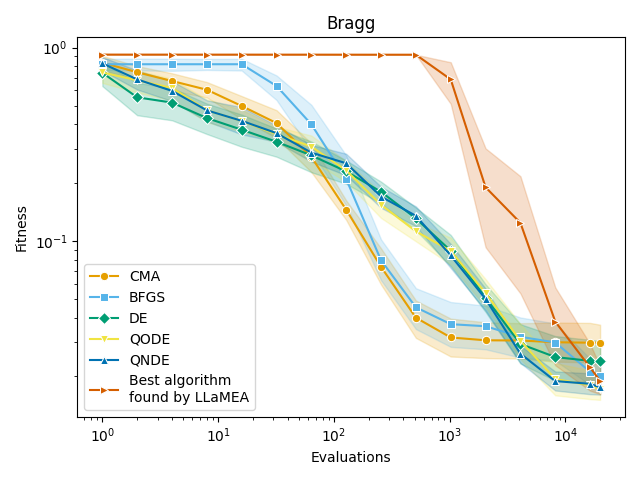 Bragg
Fitness
10⁰
10⁻¹
CMA
BFGS
DE
QODE
QNDE
Best algorithm
found by LLaMEA
10⁰
10¹
10²
10³
10⁴
Evaluations